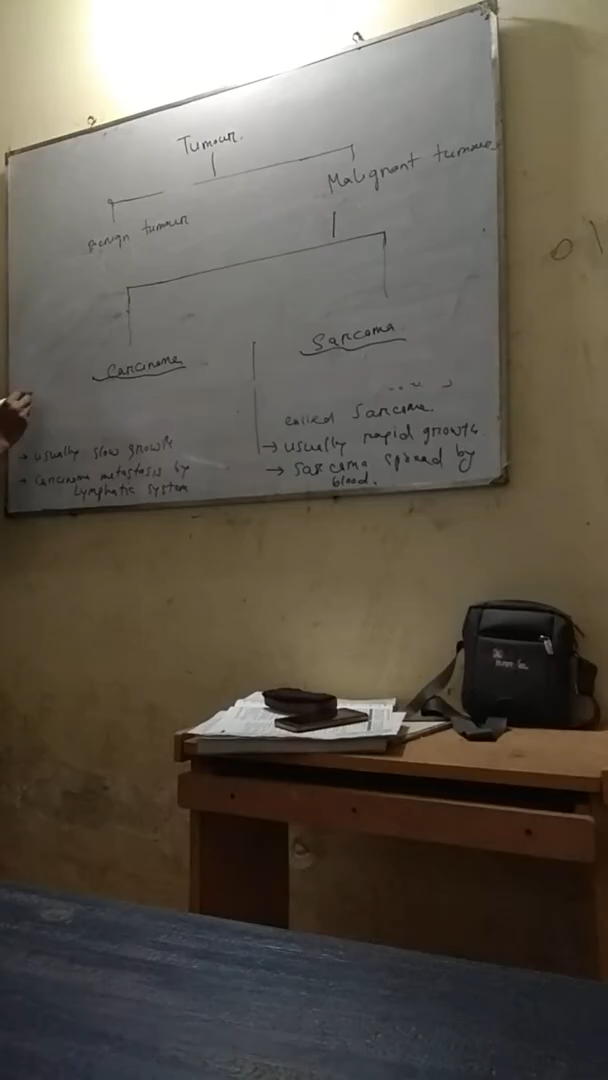 Tumour.
Benign tumour
Malignant tumour
Carcinoma
Sarcoma
called Sarcoma.
→ usually slow growth
→ Carcinoma metastasis by
Lymphatic system
→ usually rapid growth
→ Sarcoma spread by
blood.